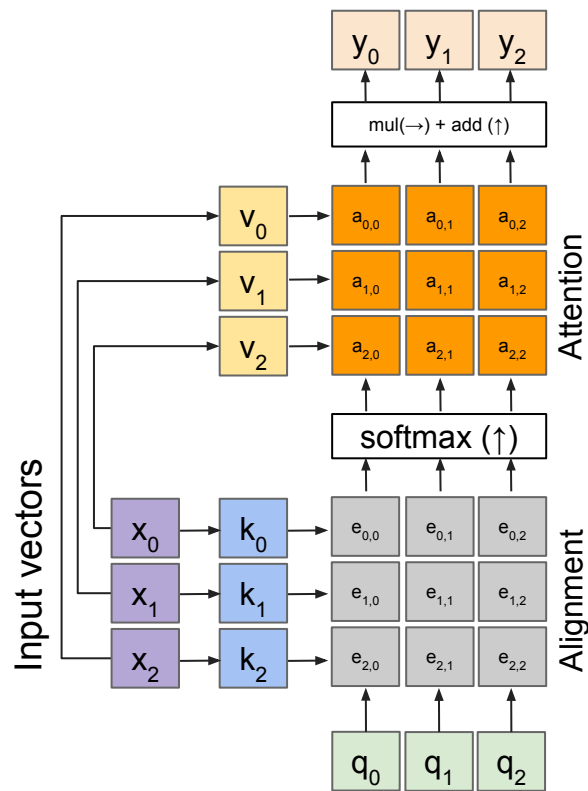 y0 y1 y2
mul(→) + add (↑)
v0 a0,0 a0,1 a0,2
v1 a1,0 a1,1 a1,2
v2 a2,0 a2,1 a2,2
Attention
softmax (↑)
Input vectors
x0 k0 e0,0 e0,1 e0,2
x1 k1 e1,0 e1,1 e1,2
x2 k2 e2,0 e2,1 e2,2
Alignment
q0 q1 q2